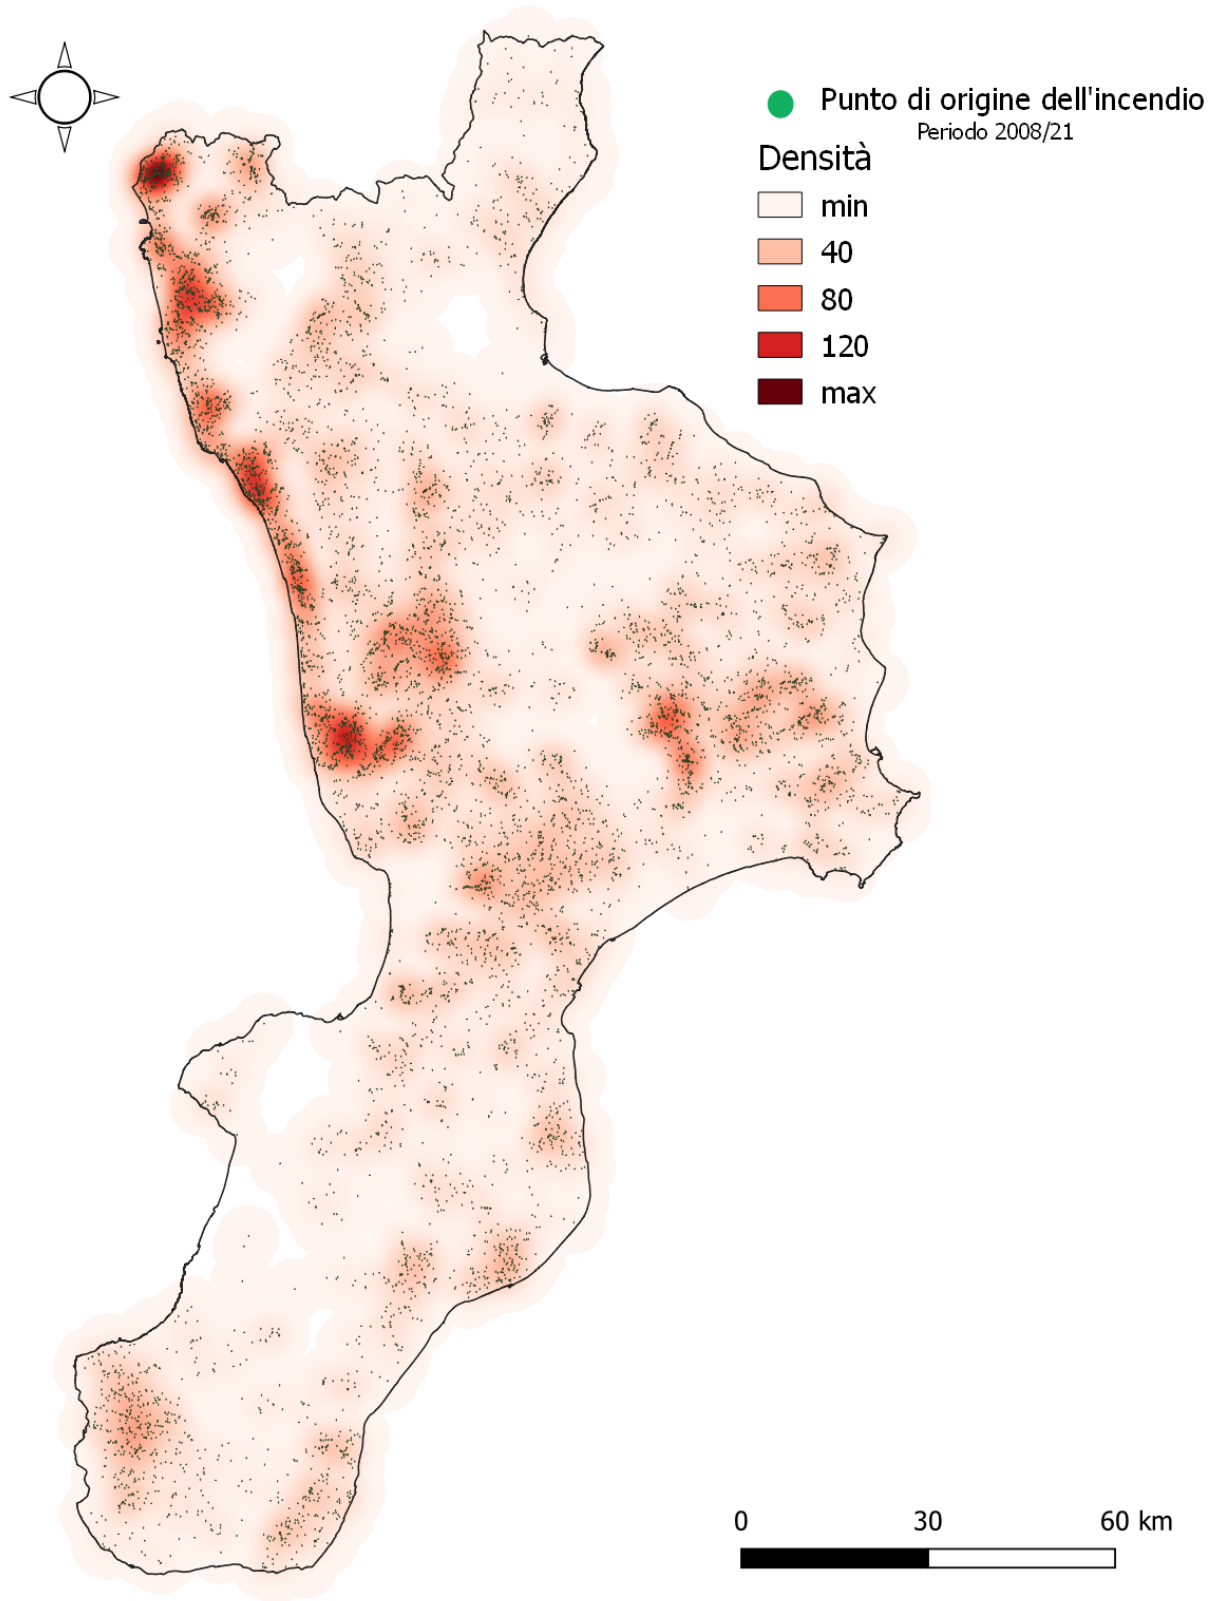 Punto di origine dell'incendio
Periodo 2008/21
Densità
min
40
80
120
max
0 30 60 km